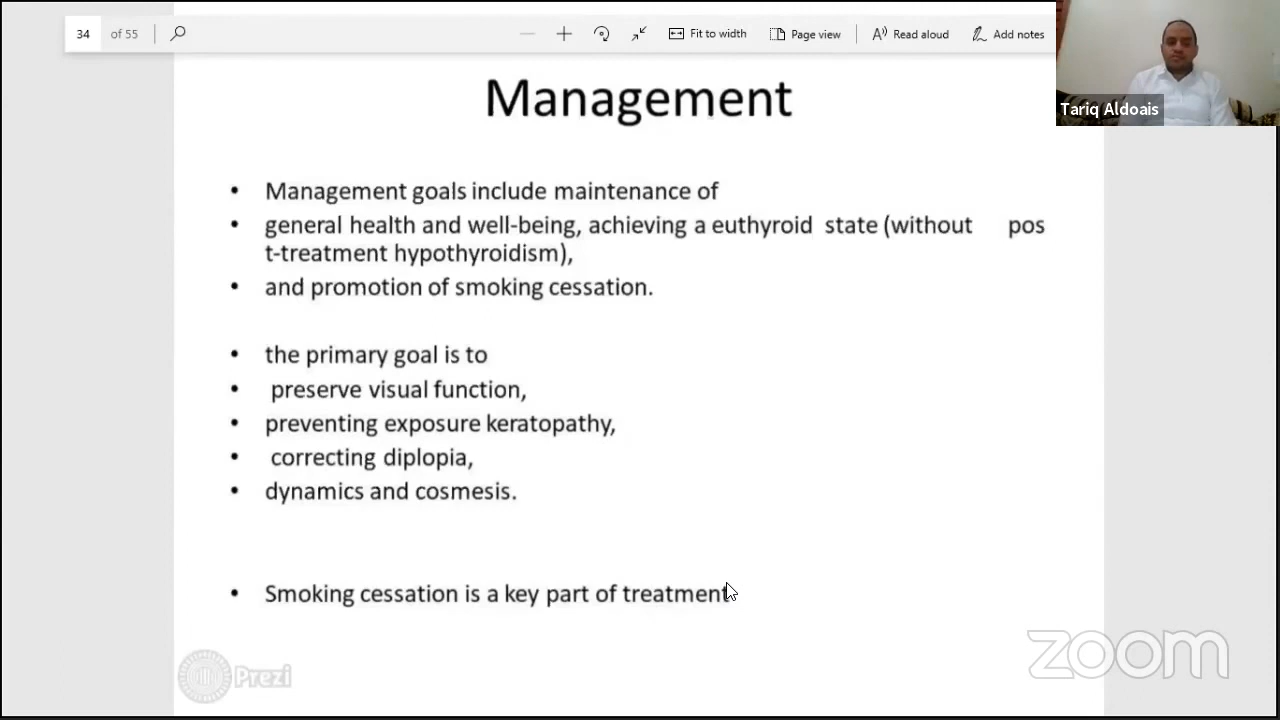 34 of 55
Fit to width
Page view
Read aloud
Add notes
Tariq Aldoais
Management
• Management goals include maintenance of
• general health and well-being, achieving a euthyroid state (without pos
t-treatment hypothyroidism),
• and promotion of smoking cessation.
• the primary goal is to
• preserve visual function,
• preventing exposure keratopathy,
• correcting diplopia,
• dynamics and cosmesis.
• Smoking cessation is a key part of treatment
Prezi
zoom